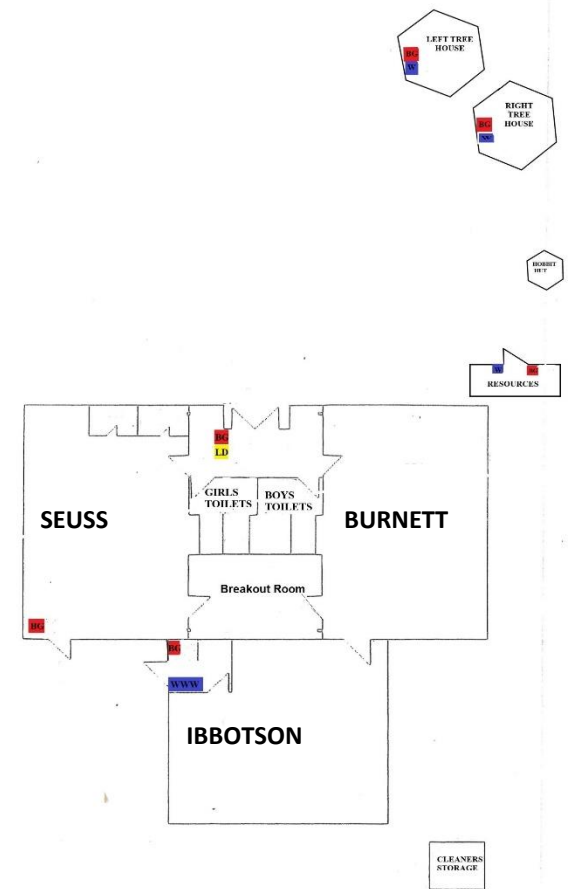 LEFT TREE
HOUSE
BG
W
RIGHT
TREE
HOUSE
BG
W
HOBBIT
HUT
W
BG
RESOURCES
BG
LD
GIRLS
TOILETS
BOYS
TOILETS
SEUSS
BURNETT
Breakout Room
BG
BG
WWW
IBBOTSON
CLEANERS
STORAGE